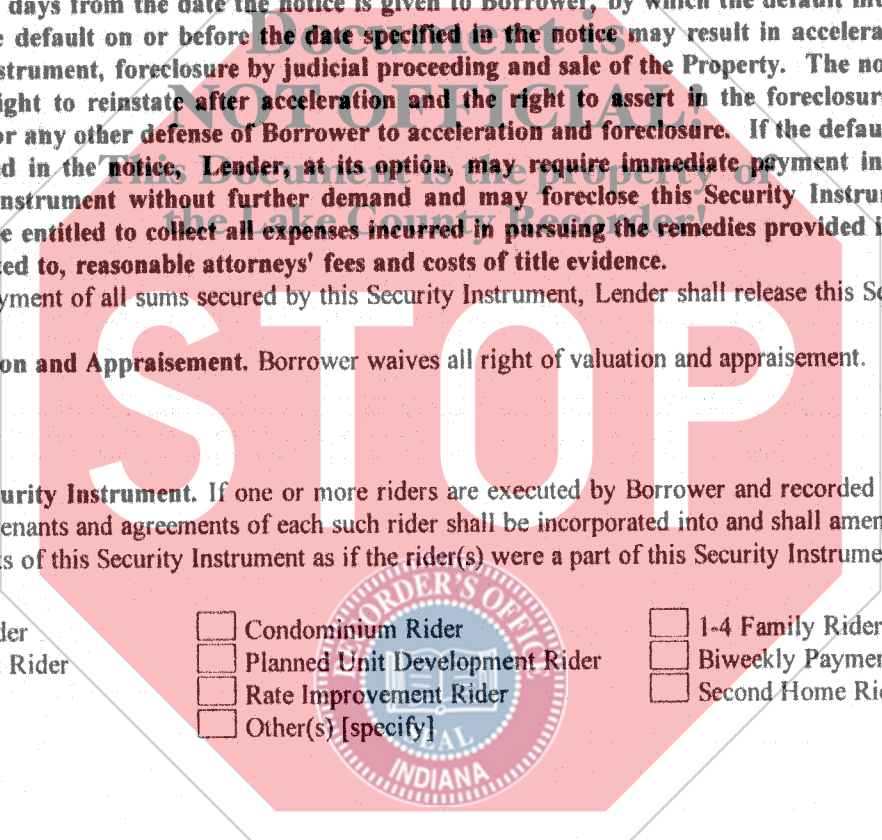 days from the date the notice is given to Borrower, by which the default
default on or before the date specified in the notice may result in accelera
strument, foreclosure by judicial proceeding and sale of the Property. The no
ight to reinstate after acceleration and the right to assert in the foreclosur
or any other defense of Borrower to acceleration and foreclosure. If the defau
ed in the notice, Lender, at its option, may require immediate payment in
nstrument without further demand and may foreclose this Security Instru
e entitled to collect all expenses incurred in pursuing the remedies provided i
ted to, reasonable attorneys' fees and costs of title evidence.
yment of all sums secured by this Security Instrument, Lender shall release this Se
on and Appraisement. Borrower waives all right of valuation and appraisement.
urity Instrument. If one or more riders are executed by Borrower and recorded
enants and agreements of each such rider shall be incorporated into and shall amen
ts of this Security Instrument as if the rider(s) were a part of this Security Instrume
der
Rider
Condominium Rider
Planned Unit Development Rider
Rate Improvement Rider
Other(s) [specify]
1-4 Family Rider
Biweekly Paymen
Second Home Ri
Document is
NOT OFFICIAL!
This Document is the property of
the Lake County Recorder!
STOP
RECORDER'S OFFICE
SEAL
INDIANA